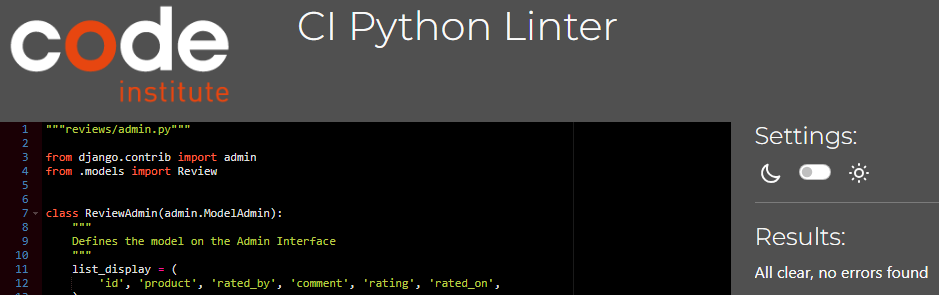 code
institute
CI Python Linter
1 """reviews/admin.py"""
2
3 from django.contrib import admin
4 from .models import Review
5
6
7 class ReviewAdmin(admin.ModelAdmin):
8     """
9     Defines the model on the Admin Interface
10     """
11     list_display = (
12         'id', 'product', 'rated_by', 'comment', 'rating', 'rated_on',
Settings:
Results:
All clear, no errors found